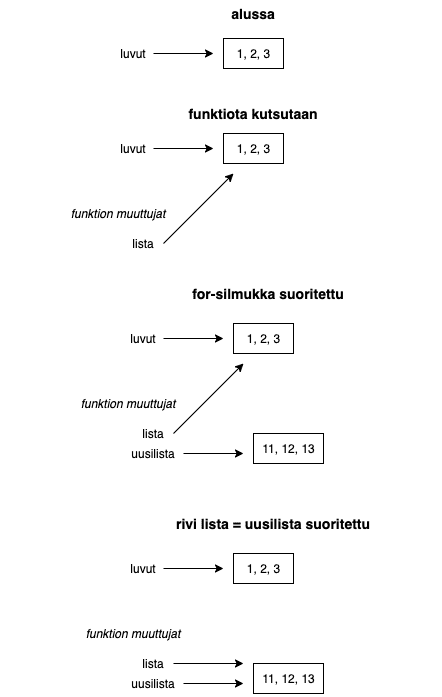 alussa
luvut
1, 2, 3
funktiota kutsutaan
luvut
1, 2, 3
funktion muuttujat
lista
for-silmukka suoritettu
luvut
1, 2, 3
funktion muuttujat
lista
uusilista
11, 12, 13
rivi lista = uusilista suoritettu
luvut
1, 2, 3
funktion muuttujat
lista
uusilista
11, 12, 13